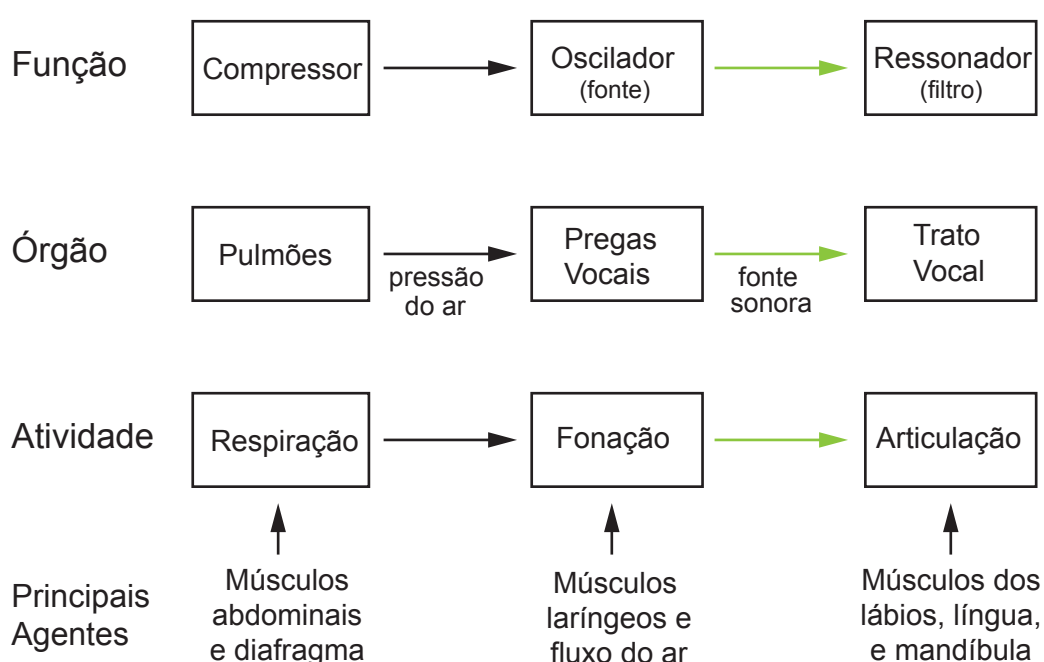 Função
Compressor
Oscilador
(fonte)
Ressonador
(filtro)
Órgão
Pulmões
pressão
do ar
Pregas
Vocais
fonte
sonora
Trato
Vocal
Atividade
Respiração
Fonação
Articulação
Principais
Agentes
Músculos
abdominais
e diafragma
Músculos
laríngeos e
fluxo do ar
Músculos dos
lábios, língua,
e mandíbula